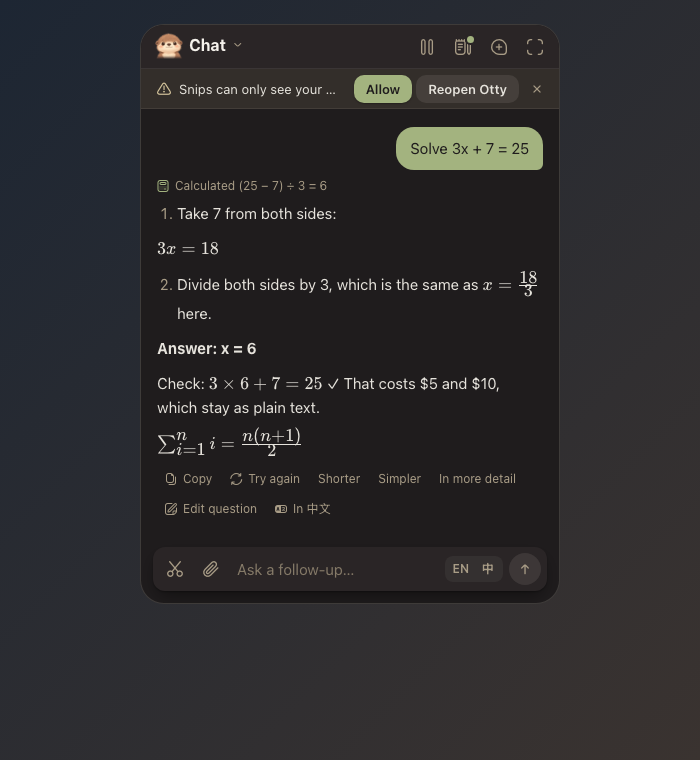 Chat
Snips can only see your ...
Allow
Reopen Otty
Solve 3x + 7 = 25
Calculated (25 − 7) ÷ 3 = 6
1. Take 7 from both sides:
3x = 18
2. Divide both sides by 3, which is the same as x = 18/3
here.
Answer: x = 6
Check: 3 × 6 + 7 = 25 ✓ That costs $5 and $10,
which stay as plain text.
∑ⁿᵢ₌₁ i = n(n+1)/2
Copy Try again Shorter Simpler In more detail
Edit question In 中文
Ask a follow-up...
EN 中